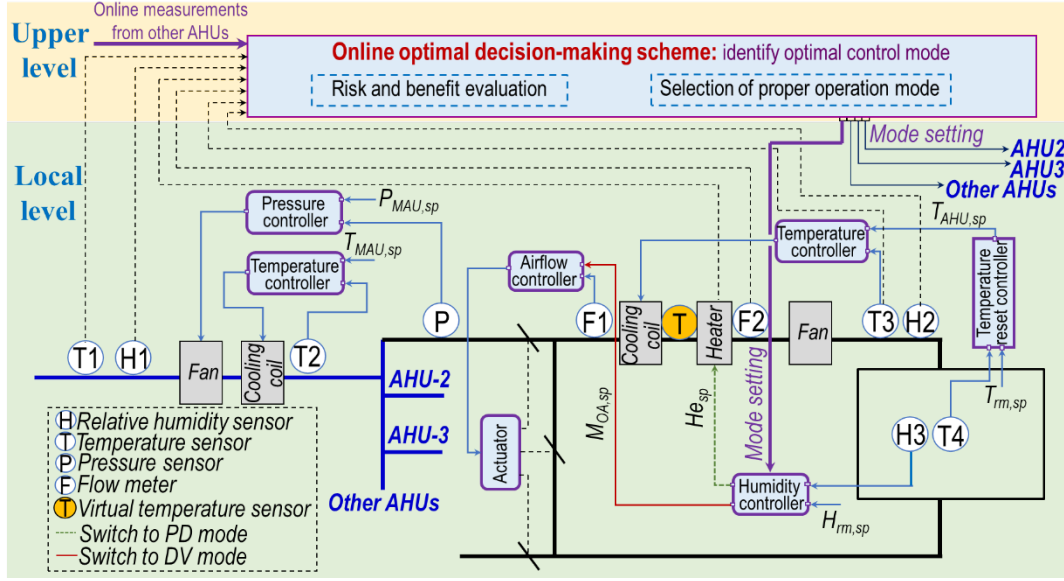 Online measurements
from other AHUs
Upper
level
Online optimal decision-making scheme: identify optimal control mode
Risk and benefit evaluation
Selection of proper operation mode
Mode setting
AHU2
AHU3
Other AHUs
Local
level
Pressure
controller
P_MAU,sp
T_MAU,sp
Temperature
controller
Airflow
controller
Temperature
controller
T_AHU,sp
Temperature
reset controller
T1
H1
Fan
Cooling
coil
T2
P
F1
Cooling
coil
T
Heater
F2
Fan
T3
H2
AHU-2
AHU-3
Other AHUs
Actuator
M_OA,sp
He_sp
Mode setting
H3
T4
T_rm,sp
Humidity
controller
H_rm,sp
H Relative humidity sensor
T Temperature sensor
P Pressure sensor
F Flow meter
T Virtual temperature sensor
Switch to PD mode
Switch to DV mode